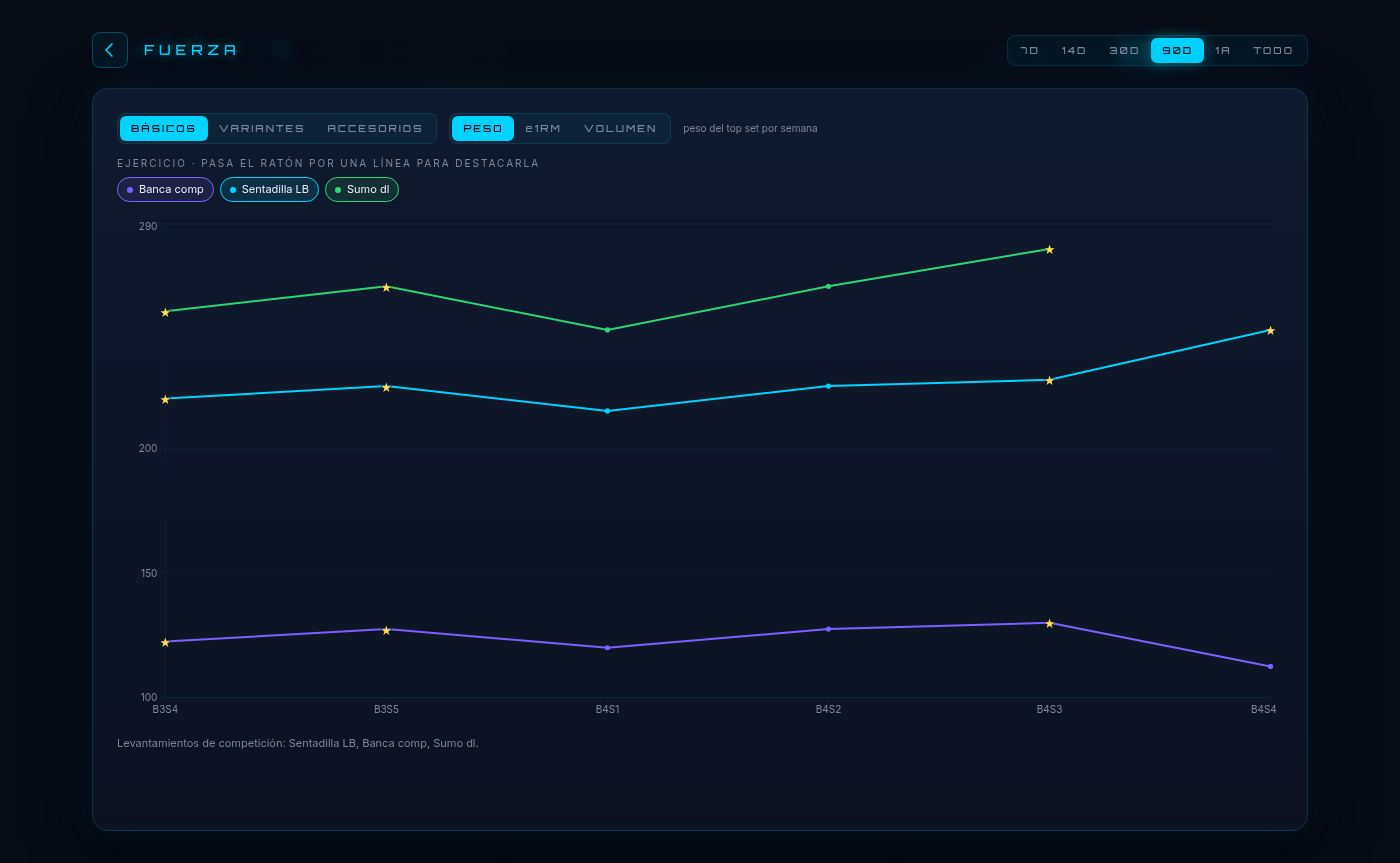 FUERZA
7D 14D 30D 90D 1A TODO
BÁSICOS VARIANTES ACCESORIOS PESO e1RM VOLUMEN peso del top set por semana
EJERCICIO · PASA EL RATÓN POR UNA LÍNEA PARA DESTACARLA
Banca comp Sentadilla LB Sumo dl
290
200
150
100
B3S4 B3S5 B4S1 B4S2 B4S3 B4S4
Levantamientos de competición: Sentadilla LB, Banca comp, Sumo dl.